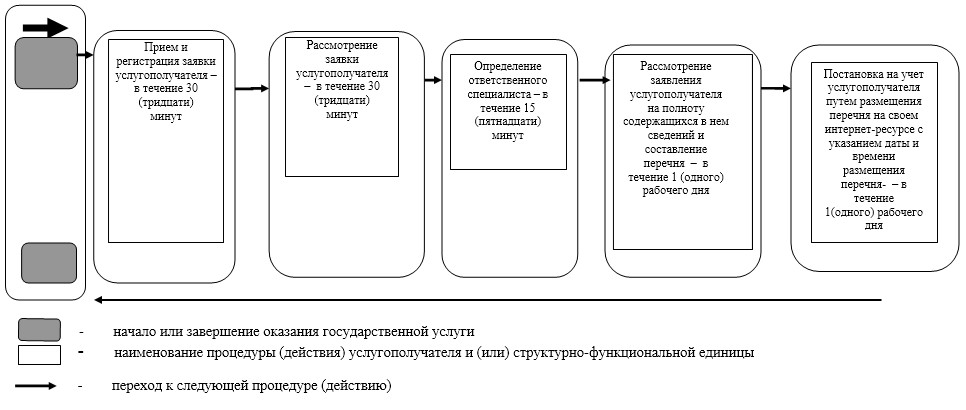 Прием и
регистрация заявки
услугополучателя –
в течение 30
(тридцати)
минут
Рассмотрение
заявки
услугополучателя
– в течение 30
(тридцати)
минут
Определение
ответственного
специалиста – в
течение 15
(пятнадцати)
минут
Рассмотрение
заявления
услугополучателя
на полноту
содержащихся в нем
сведений и
составление
перечня – в
течение 1 (одного)
рабочего дня
Постановка на учет
услугополучателя
путем размещения
перечня на своем
интернет-ресурсе с
указанием даты и
времени
размещения
перечня- – в
течение
1(одного) рабочего
дня
- начало или завершение оказания государственной услуги
- наименование процедуры (действия) услугополучателя и (или) структурно-функциональной единицы
- переход к следующей процедуре (действию)